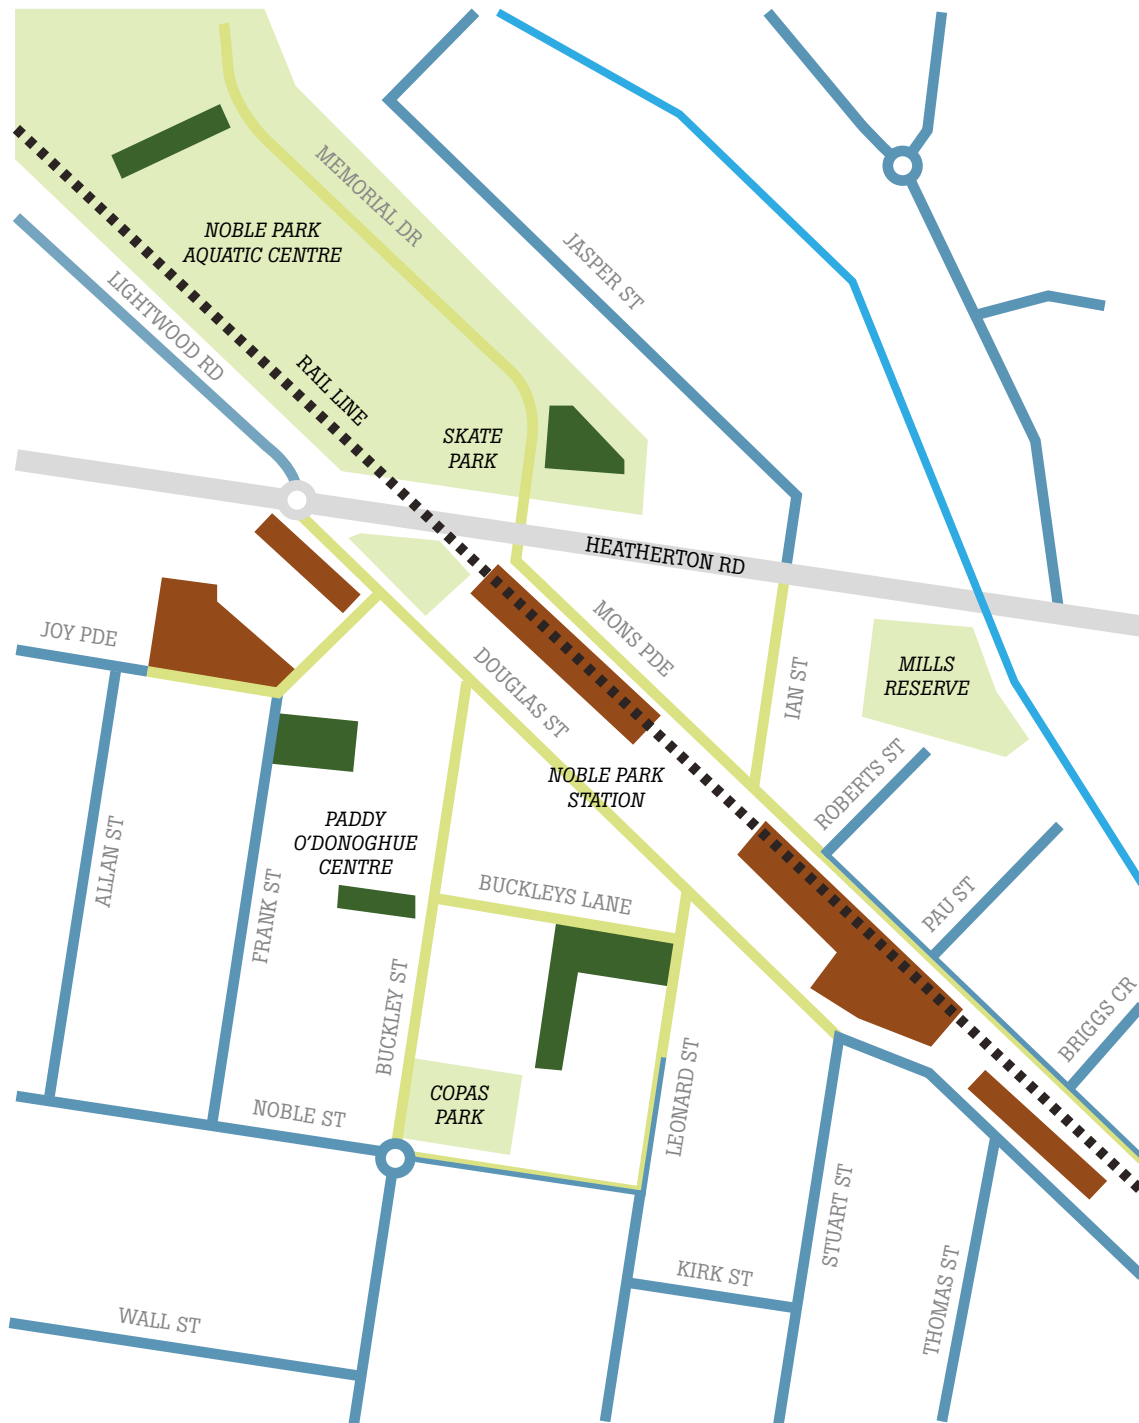 MEMORIAL DR
NOBLE PARK
AQUATIC CENTRE
JASPER ST
LIGHTWOOD RD
RAIL LINE
SKATE
PARK
HEATHERTON RD
JOY PDE
MONS PDE
DOUGLAS ST
IAN ST
MILLS
RESERVE
NOBLE PARK
STATION
ROBERTS ST
PADDY
O'DONOGHUE
CENTRE
ALLAN ST
FRANK ST
BUCKLEYS LANE
PAU ST
BUCKLEY ST
BRIGGS CR
COPAS
PARK
LEONARD ST
NOBLE ST
STUART ST
KIRK ST
THOMAS ST
WALL ST